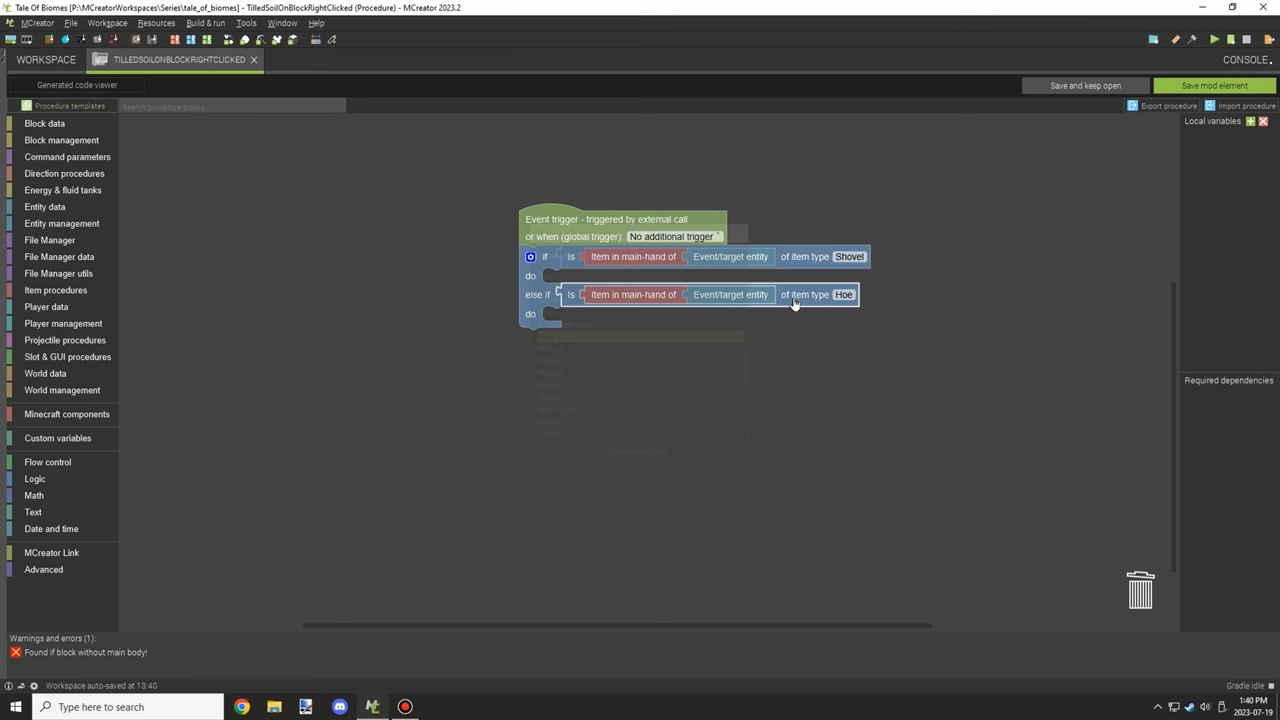 Tale Of Biomes [P:\MCreatorWorkspaces\Series\tale_of_biomes] - TilledSoilOnBlockRightClicked (Procedure) - MCreator 2023.2
MCreator File Workspace Resources Build & run Tools Window Help
WORKSPACE TILLEDSOILONBLOCKRIGHTCLICKED CONSOLE
Generated code viewer Save and keep open Save mod element
Procedure templates Search procedure blocks Export procedure Import procedure
Local variables
Block data
Block management
Command parameters
Direction procedures
Energy & fluid tanks
Entity data
Entity management
File Manager
File Manager data
File Manager utils
Item procedures
Player data
Player management
Projectile procedures
Slot & GUI procedures
World data
World management
Minecraft components
Custom variables
Flow control
Logic
Math
Text
Date and time
MCreator Link
Advanced
Event trigger - triggered by external call
or when (global trigger): No additional trigger
if Is Item in main-hand of Event/target entity of item type Shovel
do
else if Is Item in main-hand of Event/target entity of item type Hoe
do
Required dependencies
Warnings and errors (1):
Found if block without main body!
Workspace auto-saved at 13:40 Gradle idle
Type here to search
1:40 PM
2023-07-19